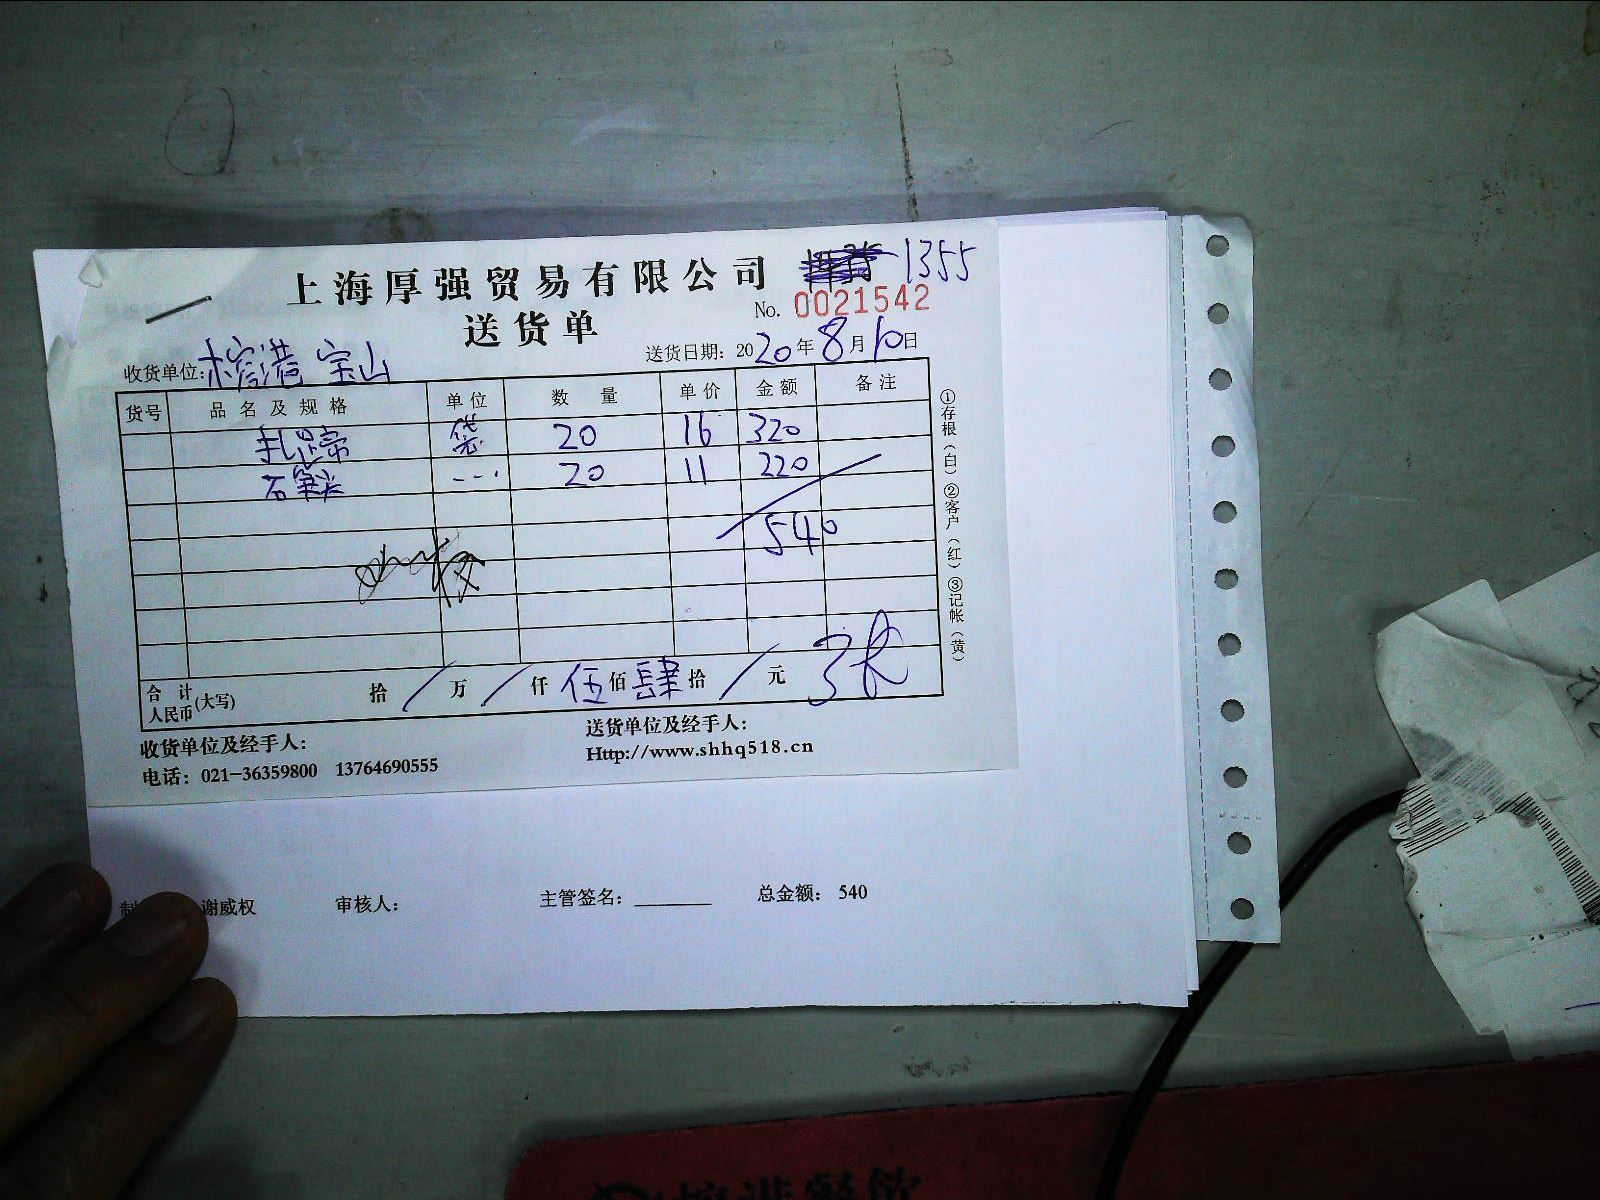 上海厚强贸易有限公司 1355
No. 0021542
送货单
收货单位: 榕港 宝山 送货日期: 2020年8月10日
货号 品名及规格 单位 数量 单价 金额 备注
扎蹄 袋 20 16 320
石笋尖 ---· 20 11 220
540
合计人民币(大写) 拾 / 万 / 仟 伍 佰 肆 拾 / 元
收货单位及经手人: 送货单位及经手人:
电话: 021-36359800 13764690555 Http://www.shhq518.cn
①存根(白)②客户(红)③记帐(黄)
谢威权 审核人: 主管签名: ________ 总金额: 540